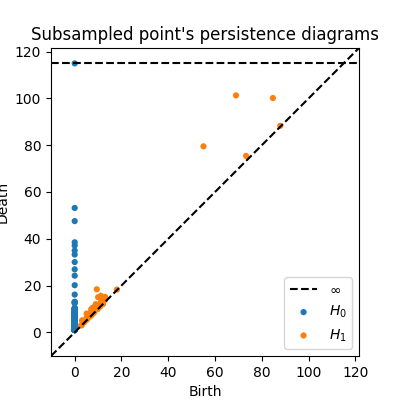 Subsampled point's persistence diagrams
120
100
80
60
40
20
0
Death
∞
H₀
H₁
0 20 40 60 80 100 120
Birth